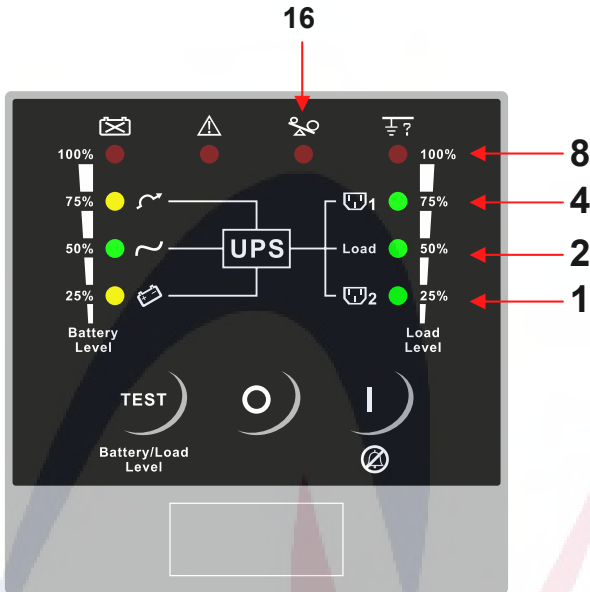 16
?
100% 100% 8
75% 1 75% 4
50% UPS Load 50% 2
25% 2 25% 1
Battery Level
Load Level
TEST O I
Battery/Load
Level